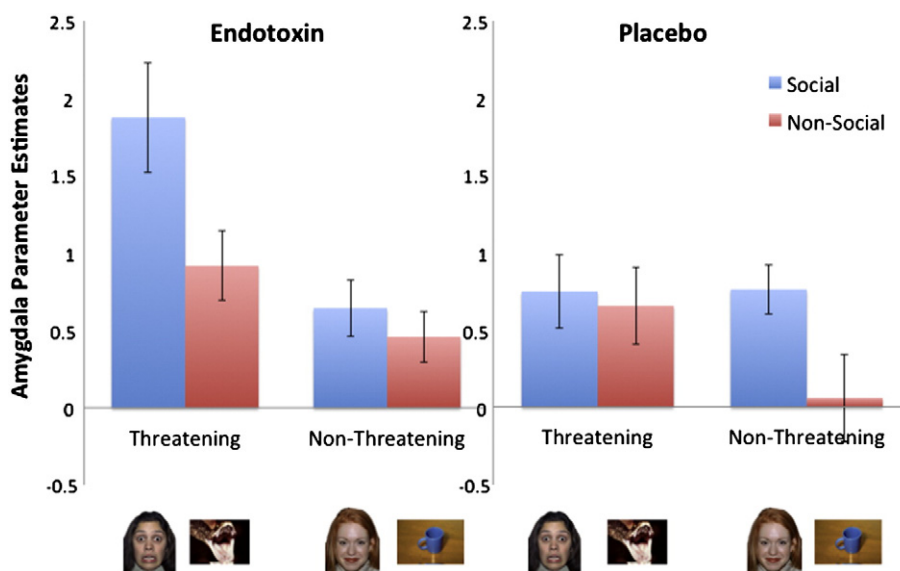 Endotoxin
Placebo
Amygdala Parameter Estimates
2.5
2
1.5
1
0.5
0
-0.5
Threatening
Non-Threatening
2.5
2
1.5
1
0.5
0
-0.5
Threatening
Non-Threatening
Social
Non-Social